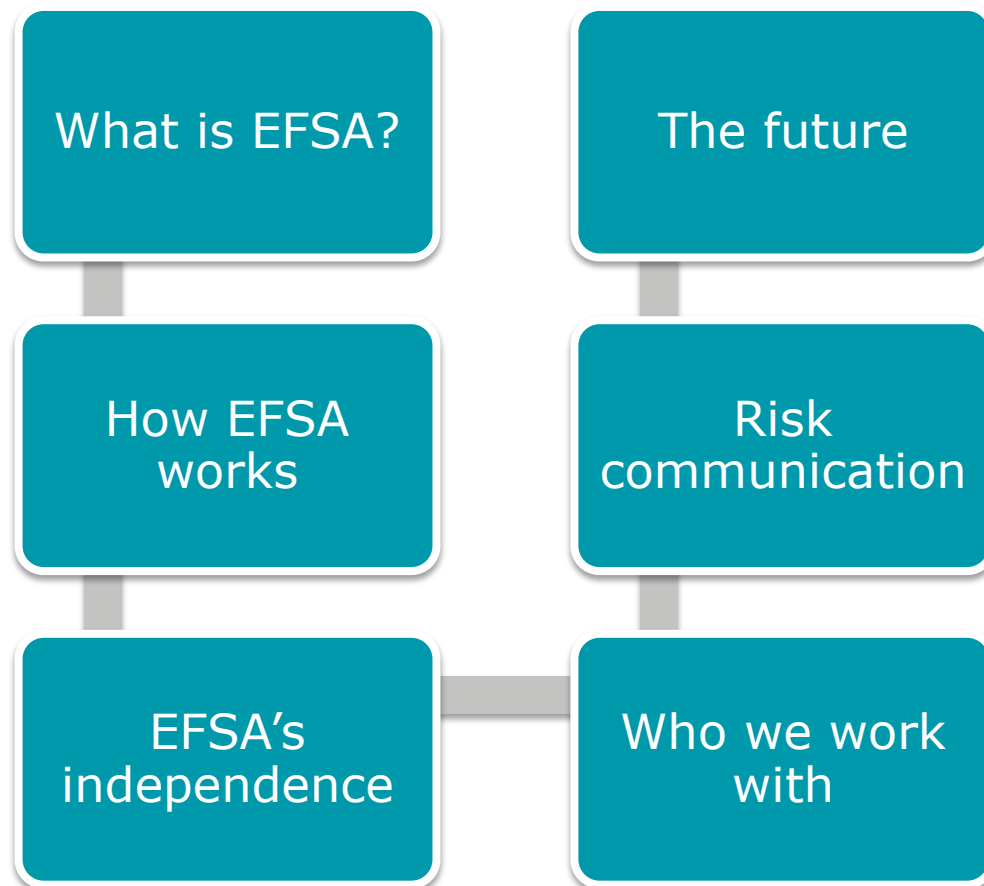 What is EFSA?
How EFSA
works
EFSA’s
independence
Who we work
with
Risk
communication
The future